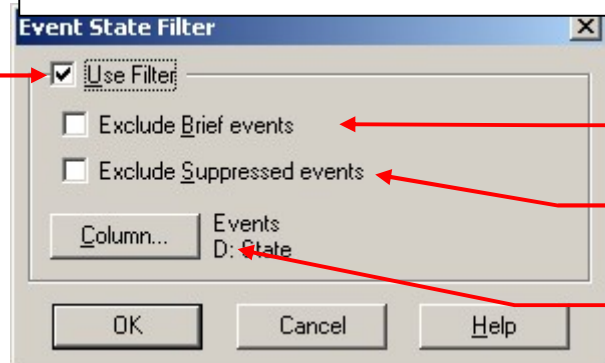 Event State Filter
Use Filter
Exclude Brief events
Exclude Suppressed events
Column...
Events
D: State
OK
Cancel
Help